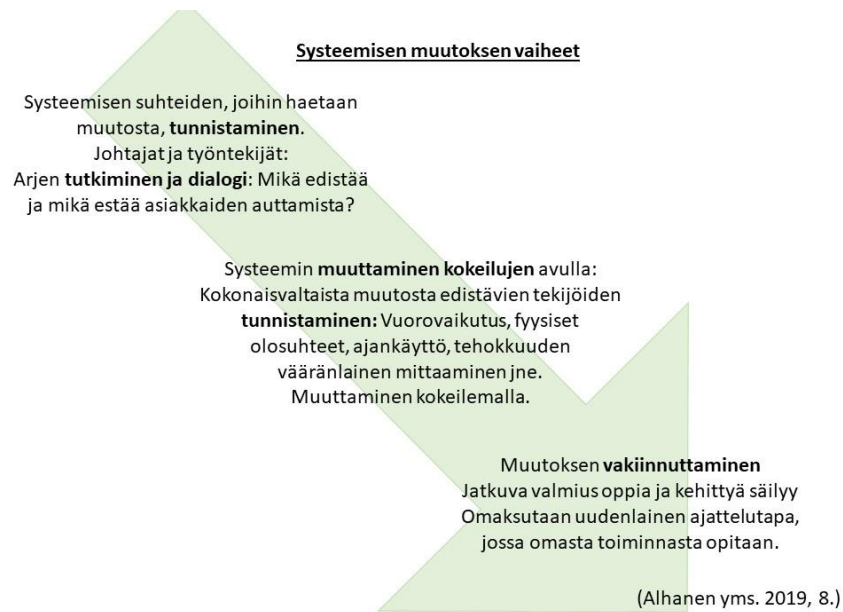 Systeemisen muutoksen vaiheet
Systeemisen suhteiden, joihin haetaan
muutosta, tunnistaminen.
Johtajat ja työntekijät:
Arjen tutkiminen ja dialogi: Mikä edistää
ja mikä estää asiakkaiden auttamista?
Systeemin muuttaminen kokeilujen avulla:
Kokonaisvaltaista muutosta edistävien tekijöiden
tunnistaminen: Vuorovaikutus, fyysiset
olosuhteet, ajankäyttö, tehokkuuden
vääränlainen mittaaminen jne.
Muuttaminen kokeilemalla.
Muutoksen vakiinnuttaminen
Jatkuva valmius oppia ja kehittyä säilyy
Omaksutaan uudenlainen ajattelutapa,
jossa omasta toiminnasta opitaan.
(Alhanen yms. 2019, 8.)